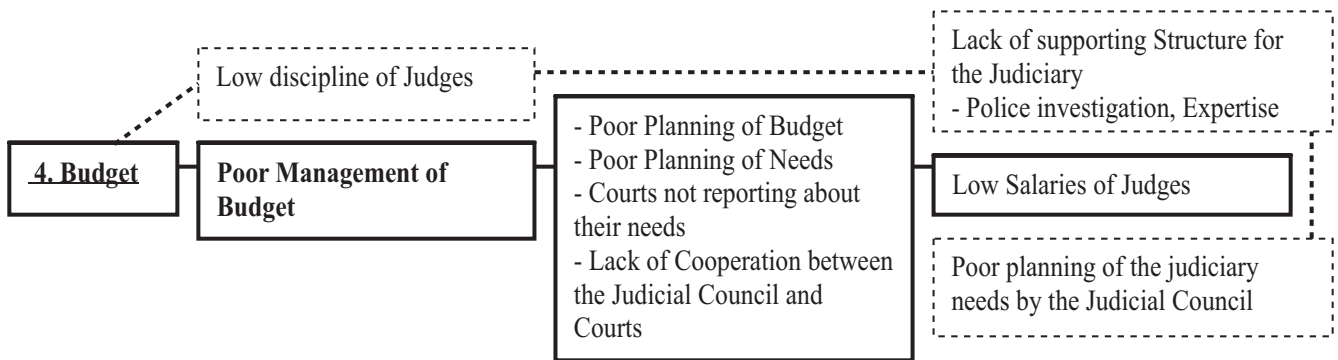 Low discipline of Judges
Lack of supporting Structure for
the Judiciary
- Police investigation, Expertise
4. Budget
Poor Management of
Budget
- Poor Planning of Budget
- Poor Planning of Needs
- Courts not reporting about
their needs
- Lack of Cooperation between
the Judicial Council and
Courts
Low Salaries of Judges
Poor planning of the judiciary
needs by the Judicial Council